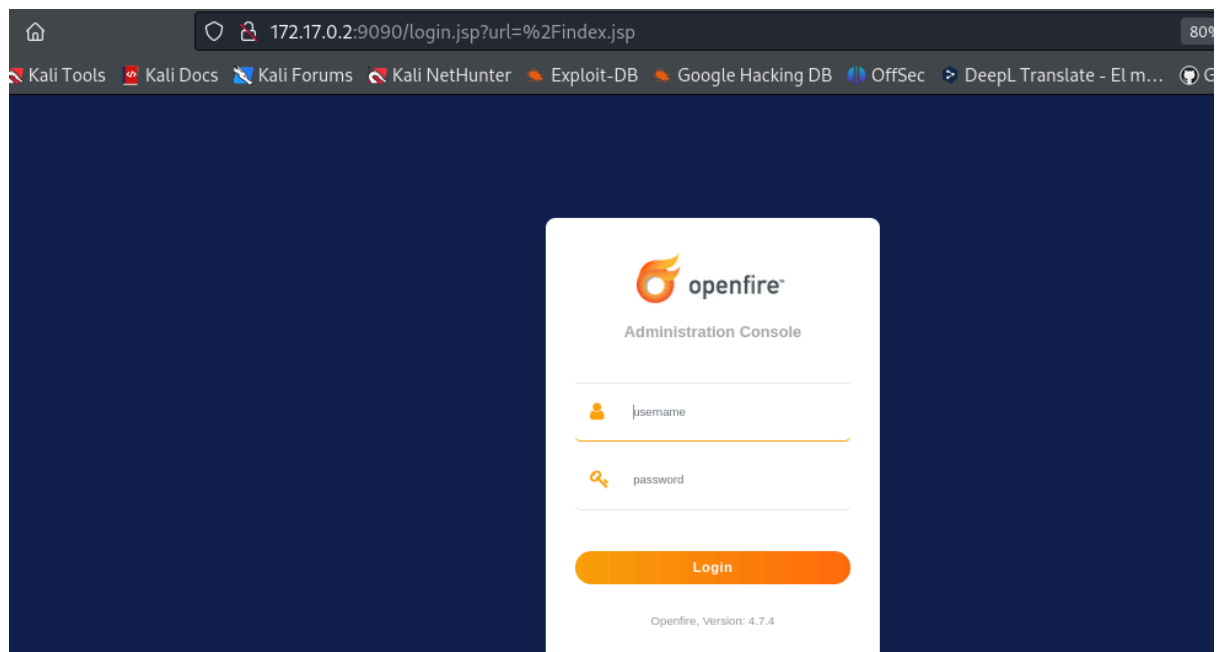 172.17.0.2:9090/login.jsp?url=%2Findex.jsp 80%
Kali Tools Kali Docs Kali Forums Kali NetHunter Exploit-DB Google Hacking DB OffSec DeepL Translate - El m... G
openfire™
Administration Console
username
password
Login
Openfire, Version: 4.7.4